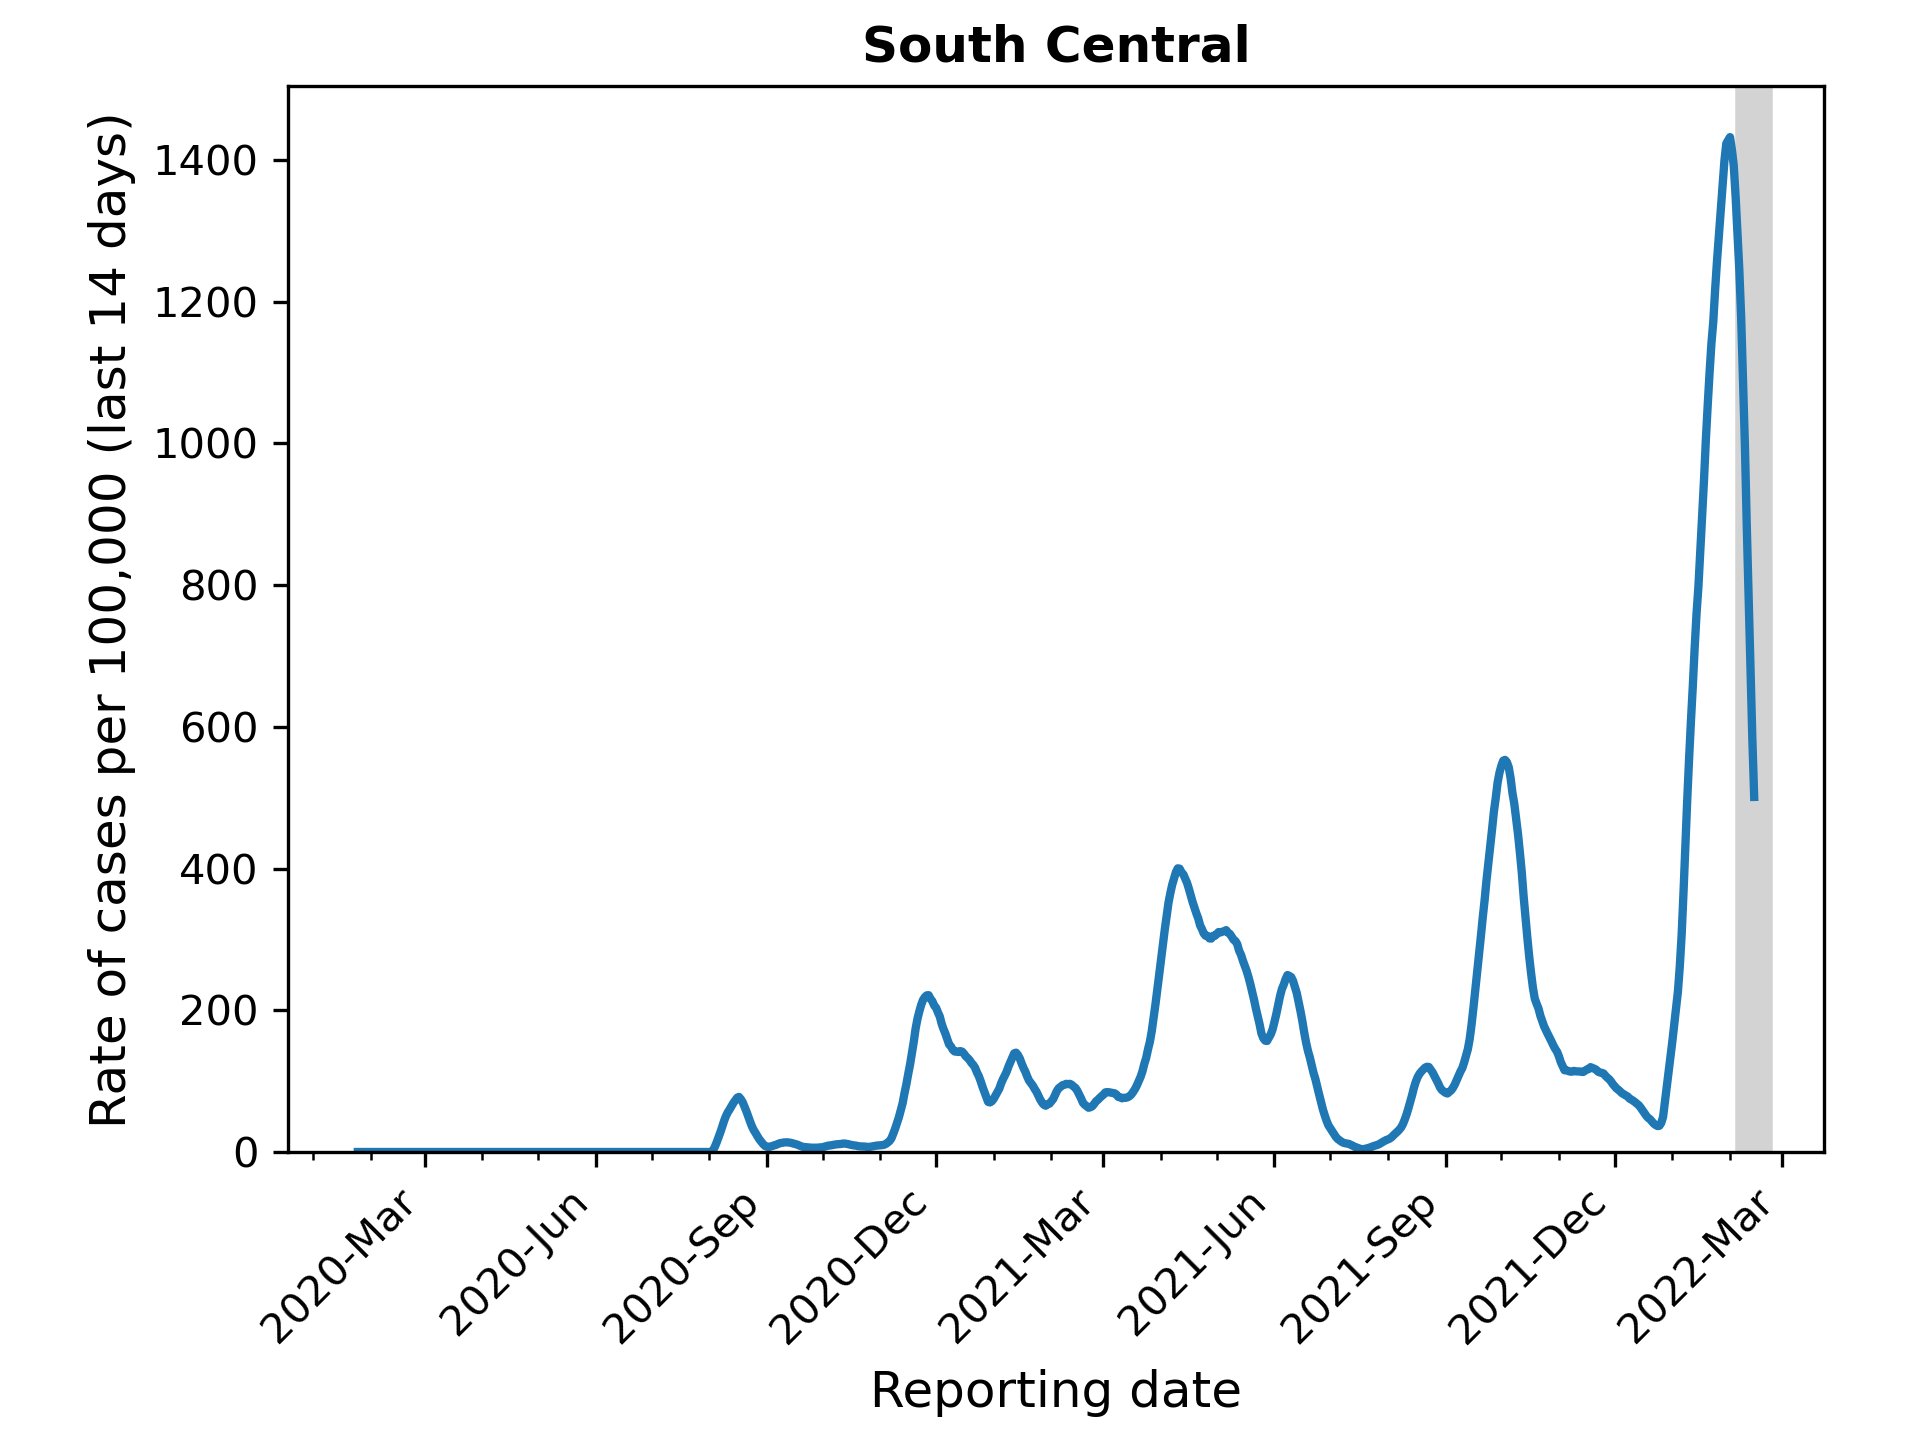 South Central
Rate of cases per 100,000 (last 14 days)
1400
1200
1000
800
600
400
200
0
2020-Mar
2020-Jun
2020-Sep
2020-Dec
2021-Mar
2021-Jun
2021-Sep
2021-Dec
2022-Mar
Reporting date